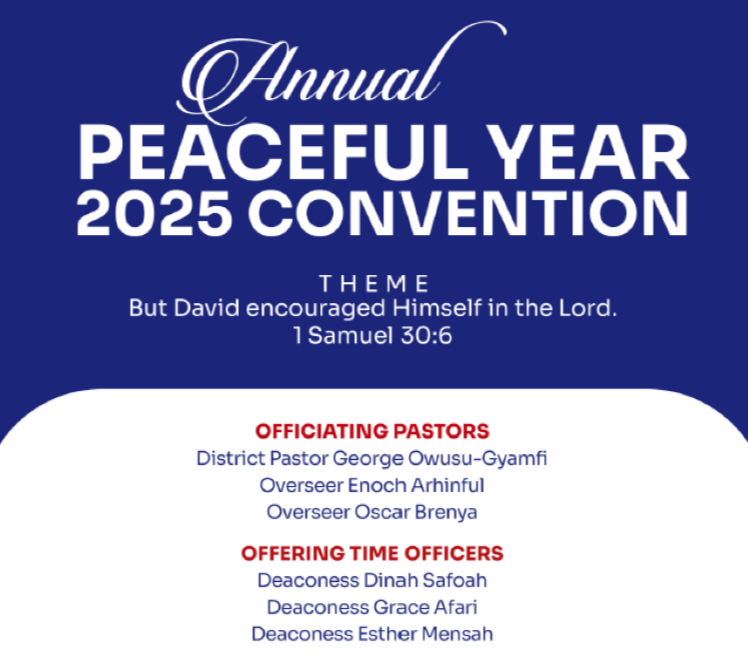 Annual
PEACEFUL YEAR
2025 CONVENTION
THEME
But David encouraged Himself in the Lord.
1 Samuel 30:6
OFFICIATING PASTORS
District Pastor George Owusu-Gyamfi
Overseer Enoch Arhinful
Overseer Oscar Brenya
OFFERING TIME OFFICERS
Deaconess Dinah Safoah
Deaconess Grace Afari
Deaconess Esther Mensah